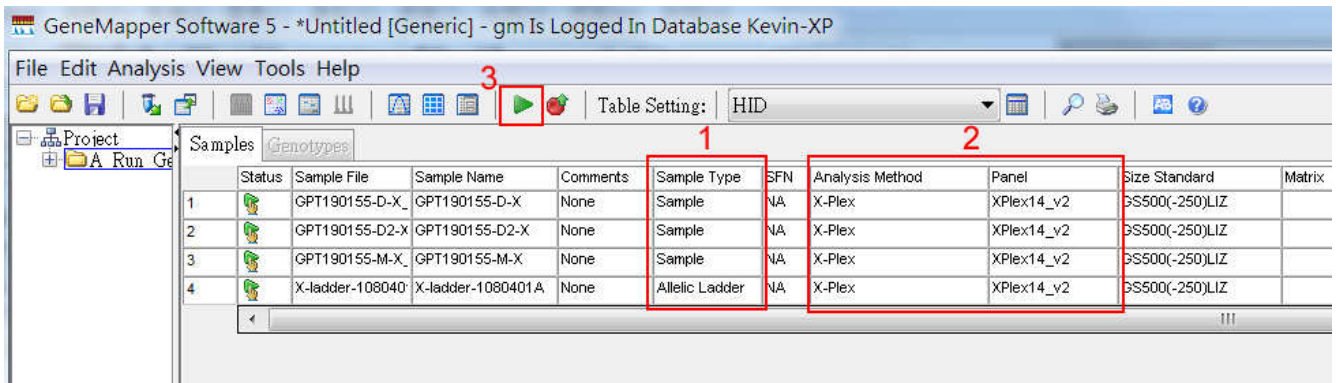 GeneMapper Software 5 - *Untitled [Generic] - gm Is Logged In Database Kevin-XP
File Edit Analysis View Tools Help
3
Table Setting: HID
Project
A_Run_Ge
Samples Genotypes
1 2
Status Sample File Sample Name Comments Sample Type SFN Analysis Method Panel Size Standard Matrix
1 GPT190155-D-X_ GPT190155-D-X None Sample NA X-Plex XPlex14_v2 GS500(-250)LIZ
2 GPT190155-D2-X GPT190155-D2-X None Sample NA X-Plex XPlex14_v2 GS500(-250)LIZ
3 GPT190155-M-X_ GPT190155-M-X None Sample NA X-Plex XPlex14_v2 GS500(-250)LIZ
4 X-ladder-108040 X-ladder-1080401A None Allelic Ladder NA X-Plex XPlex14_v2 GS500(-250)LIZ